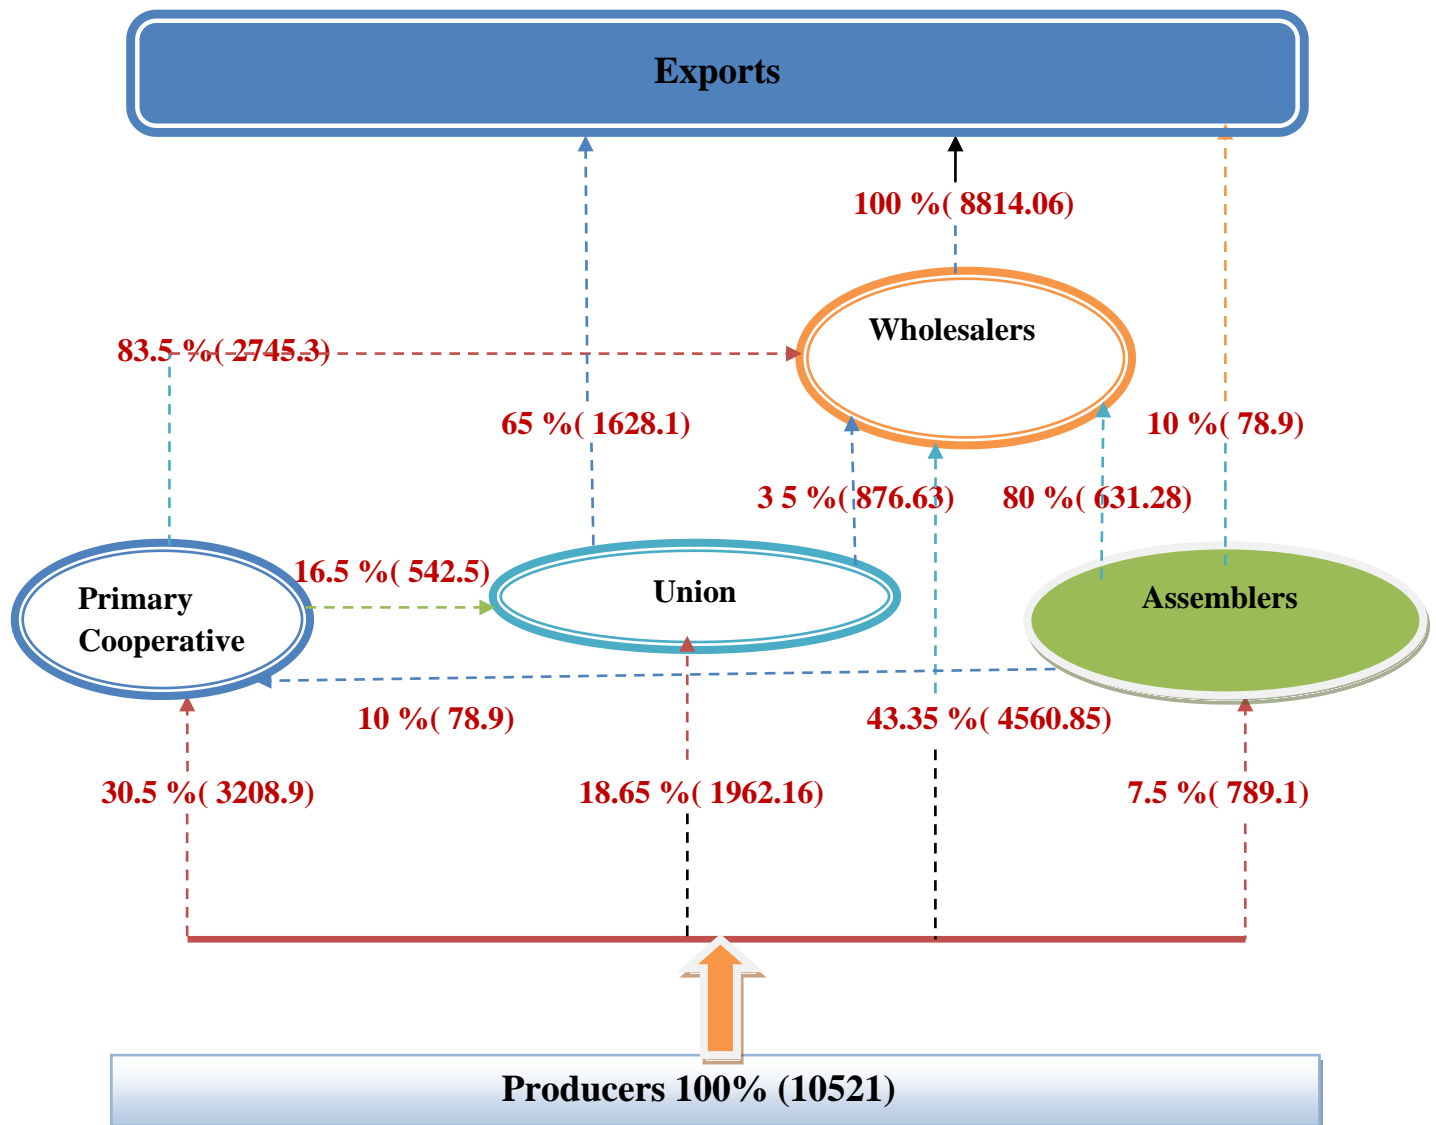 Exports
100 %( 8814.06)
Wholesalers
83.5 %( 2745.3)
65 %( 1628.1)
10 %( 78.9)
3 5 %( 876.63)
80 %( 631.28)
16.5 %( 542.5)
Primary
Cooperative
Union
Assemblers
10 %( 78.9)
43.35 %( 4560.85)
30.5 %( 3208.9)
18.65 %( 1962.16)
7.5 %( 789.1)
Producers 100% (10521)